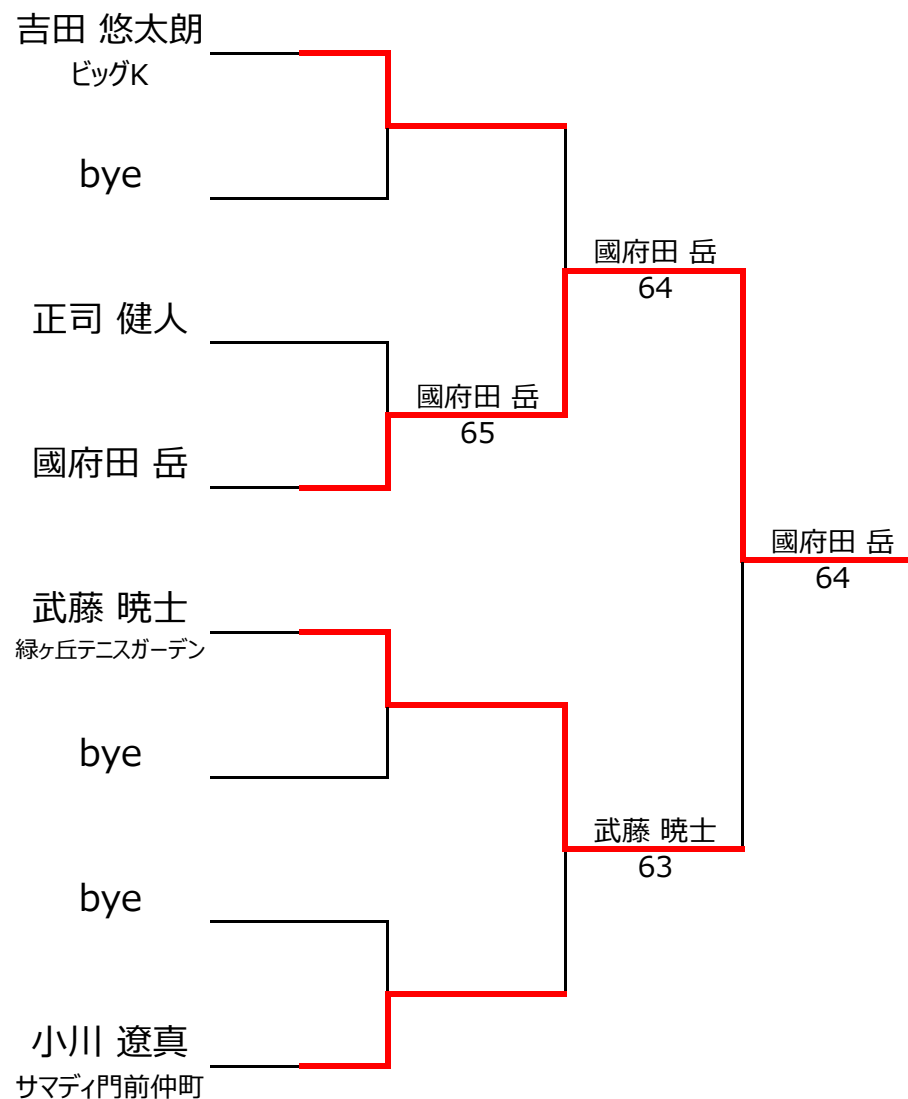 吉田 悠太朗
ビッグK
bye
正司 健人
國府田 岳
武藤 暁士
緑ヶ丘テニスガーデン
bye
bye
小川 遼真
サマディ門前仲町
國府田 岳
65
國府田 岳
64
武藤 暁士
63
國府田 岳
64